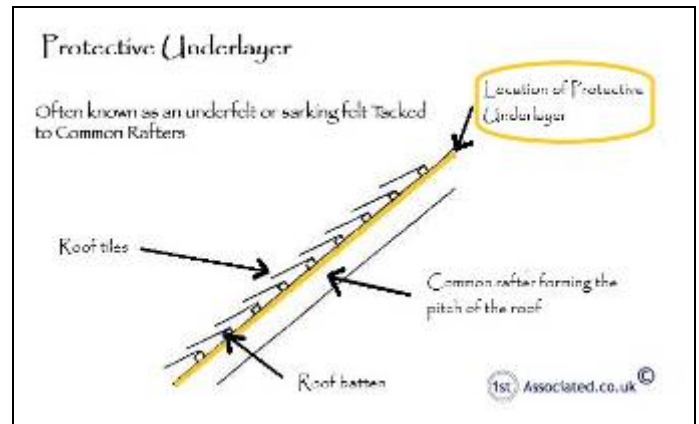 Protective Underlayer
Often known as an underfelt or sarking felt Tacked
to Common Rafters
Location of Protective
Underlayer
Roof tiles
Common rafter forming the
pitch of the roof
Roof batten
1st Associated.co.uk ©